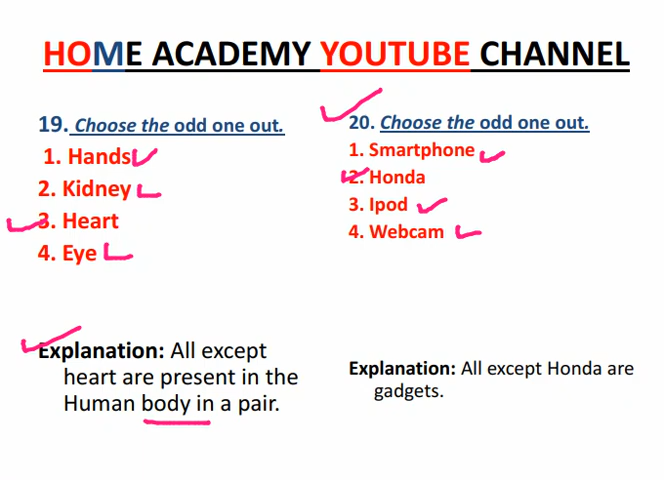 HOME ACADEMY YOUTUBE CHANNEL
19. Choose the odd one out.
1. Hands
2. Kidney
3. Heart
4. Eye
Explanation: All except
heart are present in the
Human body in a pair.
20. Choose the odd one out.
1. Smartphone
2. Honda
3. Ipod
4. Webcam
Explanation: All except Honda are
gadgets.